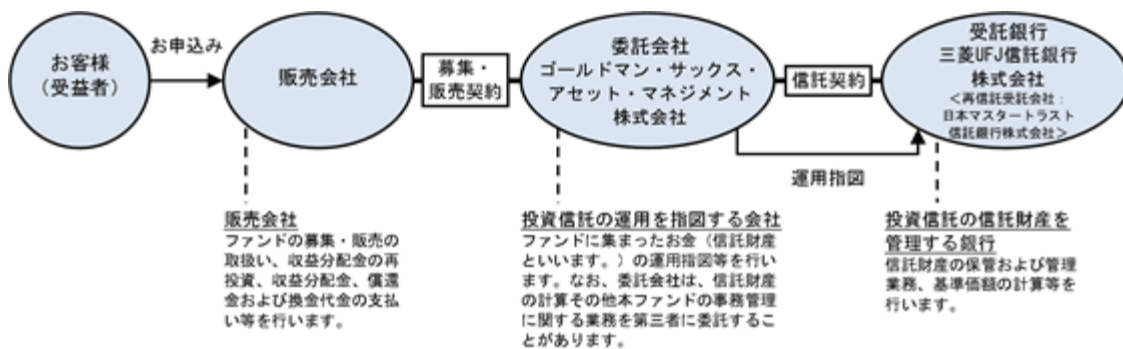 お客様
（受益者）
お申込み
販売会社
募集・
販売契約
委託会社
ゴールドマン・サックス・
アセット・マネジメント
株式会社
信託契約
受託銀行
三菱UFJ信託銀行
株式会社
＜再信託受託会社：
日本マスタートラスト
信託銀行株式会社＞
運用指図
販売会社
ファンドの募集・販売の
取扱い、収益分配金の再
投資、収益分配金、償還
金および換金代金の支払
い等を行います。
投資信託の運用を指図する会社
ファンドに集まったお金（信託財産
といいます。）の運用指図等を行い
ます。なお、委託会社は、信託財産
の計算その他本ファンドの事務管理
に関する業務を第三者に委託するこ
とがあります。
投資信託の信託財産を
管理する銀行
信託財産の保管および管理
業務、基準価額の計算等を
行います。